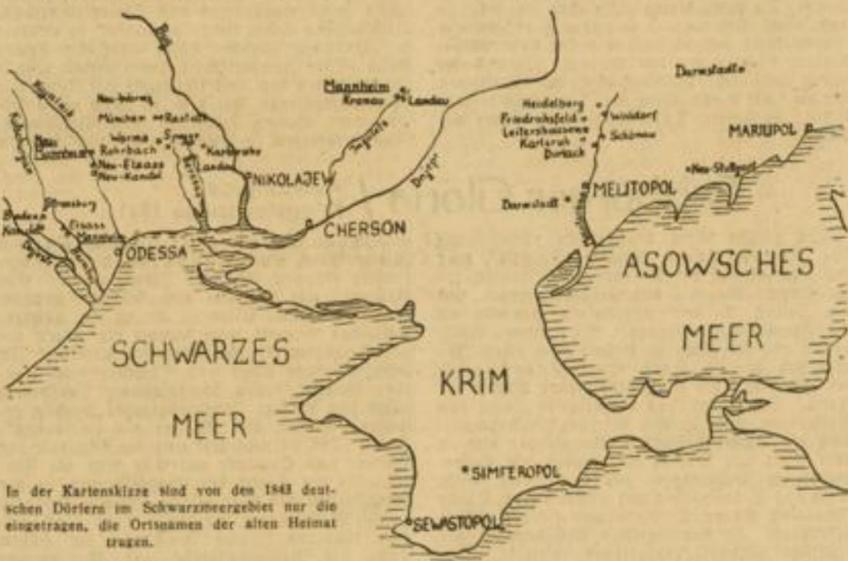 Bug
Darmstadt
Mannheim
Kronau
Landau
Neu-Worms
München
Rastatt
Worms
Speyer
Rohrbach
Karlsruhe
Landau
Neu-Elsass
Neu-Kandel
Heidelberg
Friedrichsfeld
Leitershausen
Karlsruh
Durlach
Walldorf
Schönau
MARIUPOL
Neu-Stuttgart
NIKOLAJEW
Dnjepr
MELITOPOL
Darmstadt
Strassburg
Elsass
Mannheim
Baden
Dnjestr
ODESSA
CHERSON
ASOWSCHES
MEER
SCHWARZES
MEER
KRIM
SIMFEROPOL
SEWASTOPOL
In der Kartenskizze sind von den 1843 deut-
schen Dörfern im Schwarzmeergebiet nur die
eingetragen, die Ortsnamen der alten Heimat
tragen.